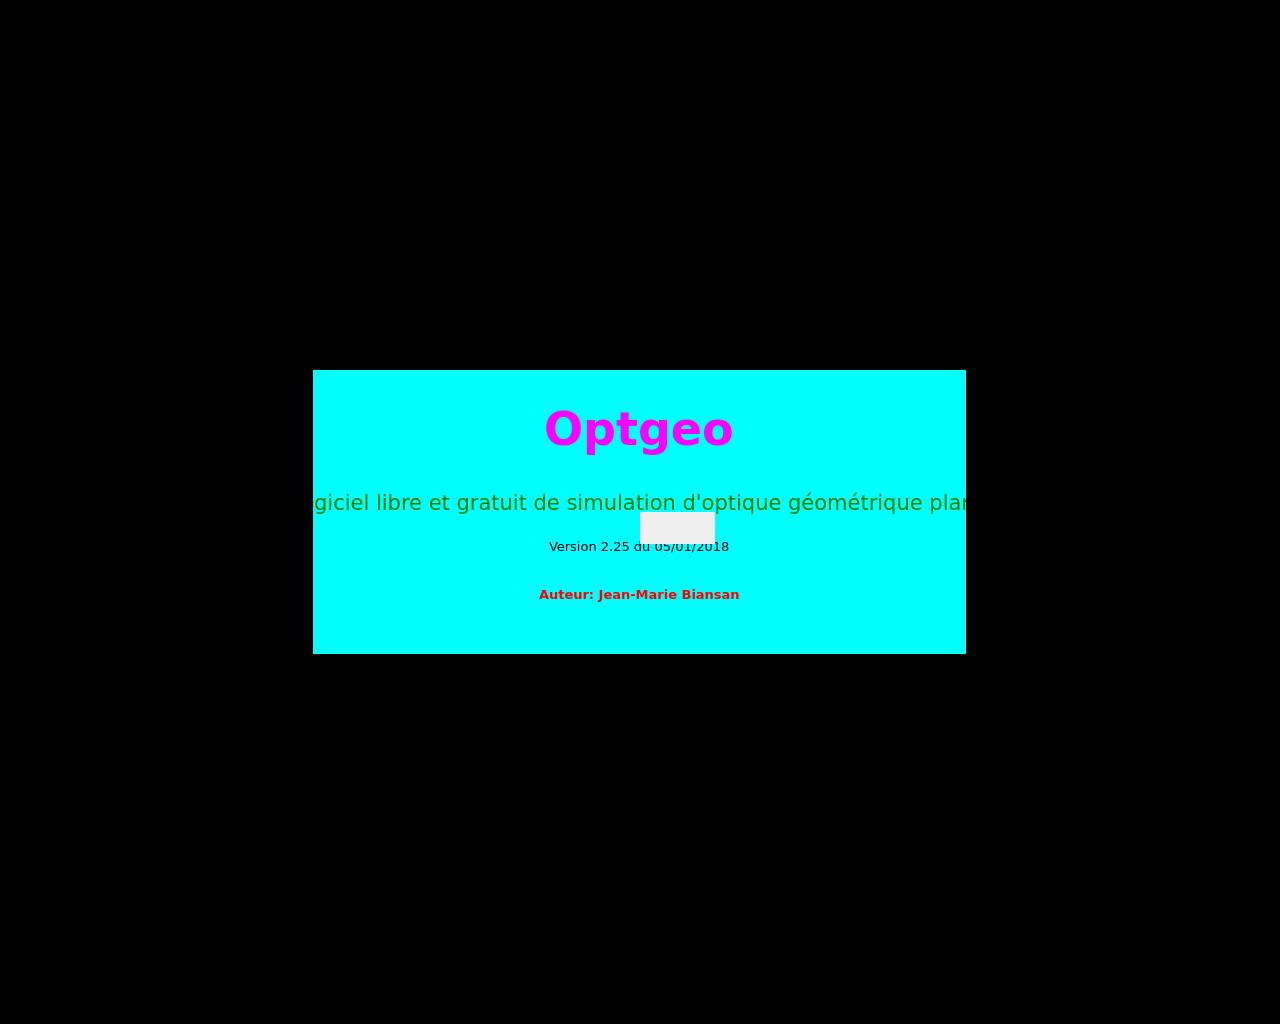 Optgeo
giciel libre et gratuit de simulation d'optique géométrique plan
Version 2.25 du 05/01/2018
Auteur: Jean-Marie Biansan